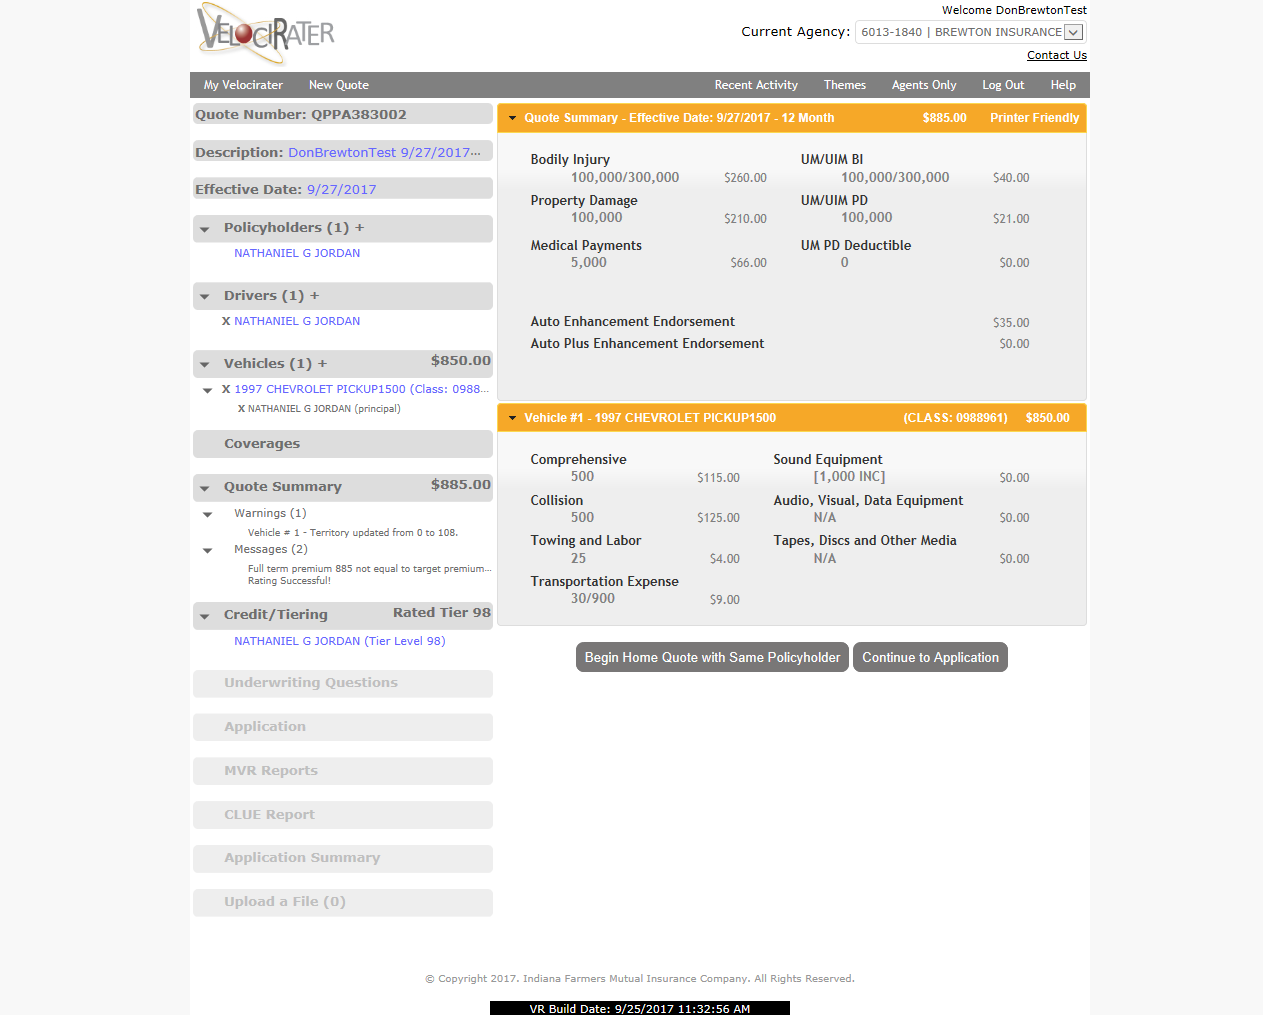 VELOCIRATER
Welcome DonBrewtonTest
Current Agency: 6013-1840 | BREWTON INSURANCE
Contact Us
My Velocirater New Quote Recent Activity Themes Agents Only Log Out Help
Quote Number: QPPA383002
Description: DonBrewtonTest 9/27/2017...
Effective Date: 9/27/2017
Policyholders (1) +
NATHANIEL G JORDAN
Drivers (1) +
X NATHANIEL G JORDAN
Vehicles (1) + $850.00
X 1997 CHEVROLET PICKUP1500 (Class: 0988...
X NATHANIEL G JORDAN (principal)
Coverages
Quote Summary $885.00
Warnings (1)
Vehicle # 1 - Territory updated from 0 to 108.
Messages (2)
Full term premium 885 not equal to target premium...
Rating Successful!
Credit/Tiering Rated Tier 98
NATHANIEL G JORDAN (Tier Level 98)
Underwriting Questions
Application
MVR Reports
CLUE Report
Application Summary
Upload a File (0)
Quote Summary - Effective Date: 9/27/2017 - 12 Month $885.00 Printer Friendly
Bodily Injury UM/UIM BI
100,000/300,000 $260.00 100,000/300,000 $40.00
Property Damage UM/UIM PD
100,000 $210.00 100,000 $21.00
Medical Payments UM PD Deductible
5,000 $66.00 0 $0.00
Auto Enhancement Endorsement $35.00
Auto Plus Enhancement Endorsement $0.00
Vehicle #1 - 1997 CHEVROLET PICKUP1500 (CLASS: 0988961) $850.00
Comprehensive Sound Equipment
500 $115.00 [1,000 INC] $0.00
Collision Audio, Visual, Data Equipment
500 $125.00 N/A $0.00
Towing and Labor Tapes, Discs and Other Media
25 $4.00 N/A $0.00
Transportation Expense
30/900 $9.00
Begin Home Quote with Same Policyholder Continue to Application
© Copyright 2017. Indiana Farmers Mutual Insurance Company. All Rights Reserved.
VR Build Date: 9/25/2017 11:32:56 AM